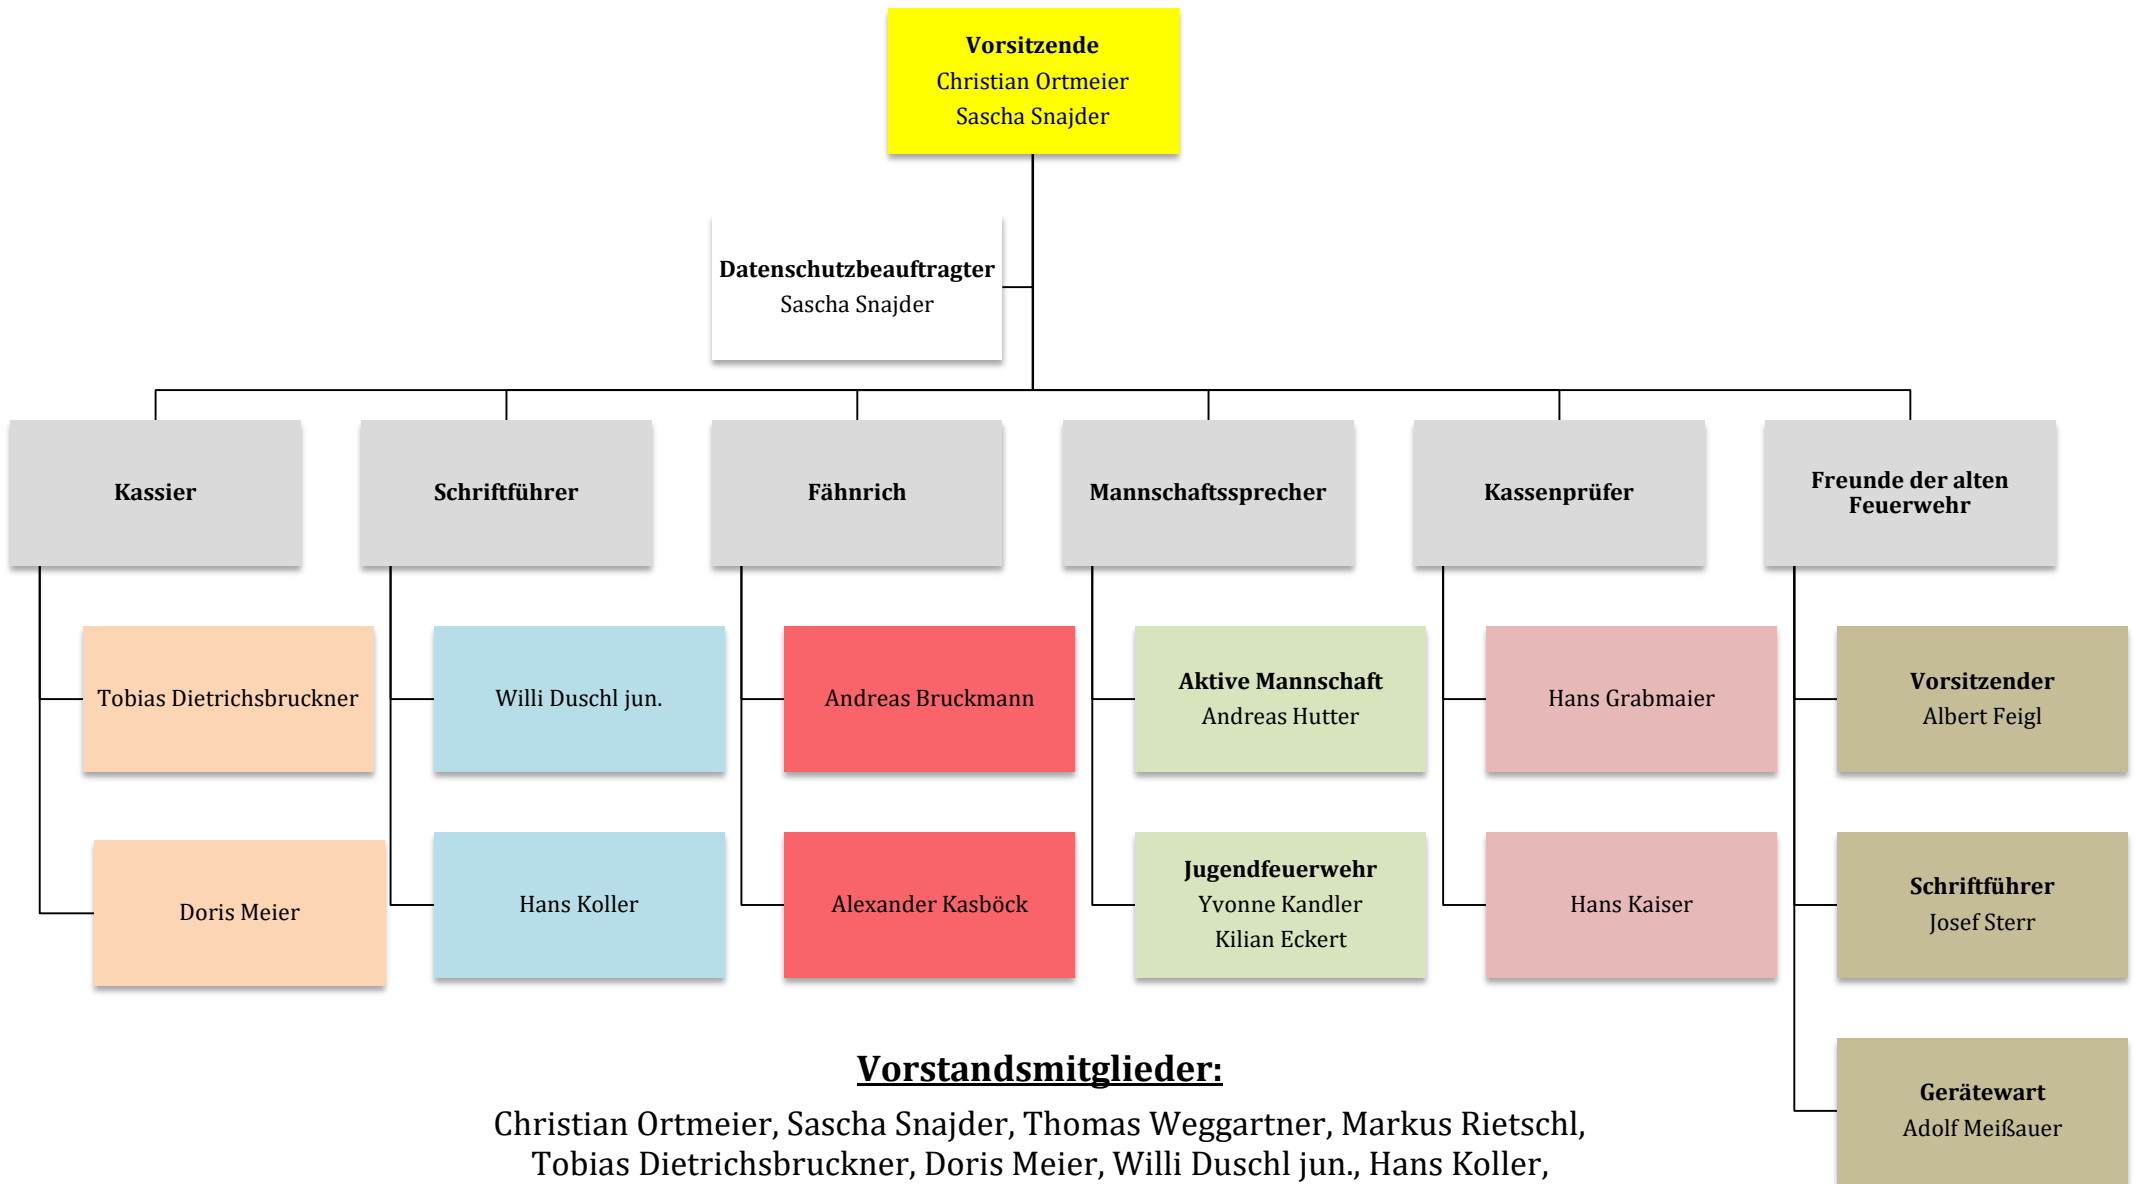 Vorsitzende
Christian Ortmeier
Sascha Snajder
Datenschutzbeauftragter
Sascha Snajder
Kassier
Schriftführer
Fähnrich
Mannschaftssprecher
Kassenprüfer
Freunde der alten
Feuerwehr
Tobias Dietrichsbruckner
Willi Duschl jun.
Andreas Bruckmann
Aktive Mannschaft
Andreas Hutter
Hans Grabmaier
Vorsitzender
Albert Feigl
Doris Meier
Hans Koller
Alexander Kasböck
Jugendfeuerwehr
Yvonne Kandler
Kilian Eckert
Hans Kaiser
Schriftführer
Josef Sterr
Gerätewart
Adolf Meißauer
Vorstandsmitglieder:
Christian Ortmeier, Sascha Snajder, Thomas Weggartner, Markus Rietschl,
Tobias Dietrichsbruckner, Doris Meier, Willi Duschl jun., Hans Koller,